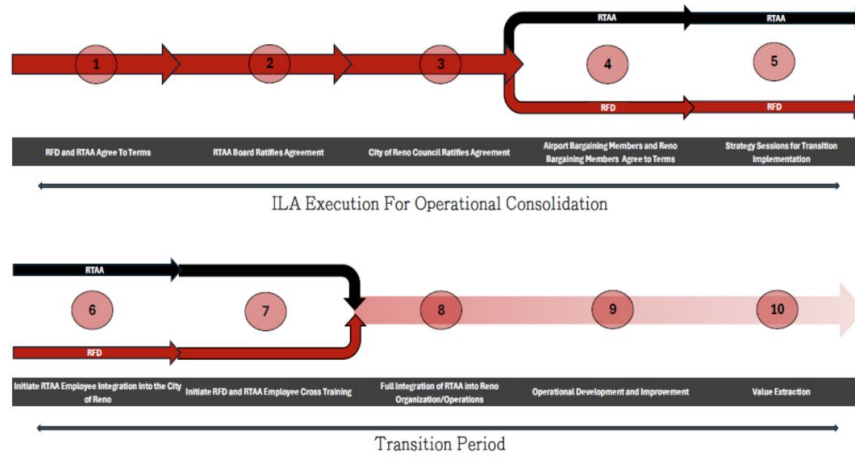 RTAA
RTAA
1
2
3
4
5
RFD
RFD
RFD and RTAA Agree To Terms
RTAA Board Ratifies Agreement
City of Reno Council Ratifies Agreement
Airport Bargaining Members and Reno
Bargaining Members Agree to Terms
Strategy Sessions for Transition
Implementation
ILA Execution For Operational Consolidation
RTAA
6
7
8
9
10
RFD
Initiate RTAA Employee Integration into the City
of Reno
Initiate RFD and RTAA Employee Cross Training
Full Integration of RTAA into Reno
Organization/Operations
Operational Development and Improvement
Value Extraction
Transition Period